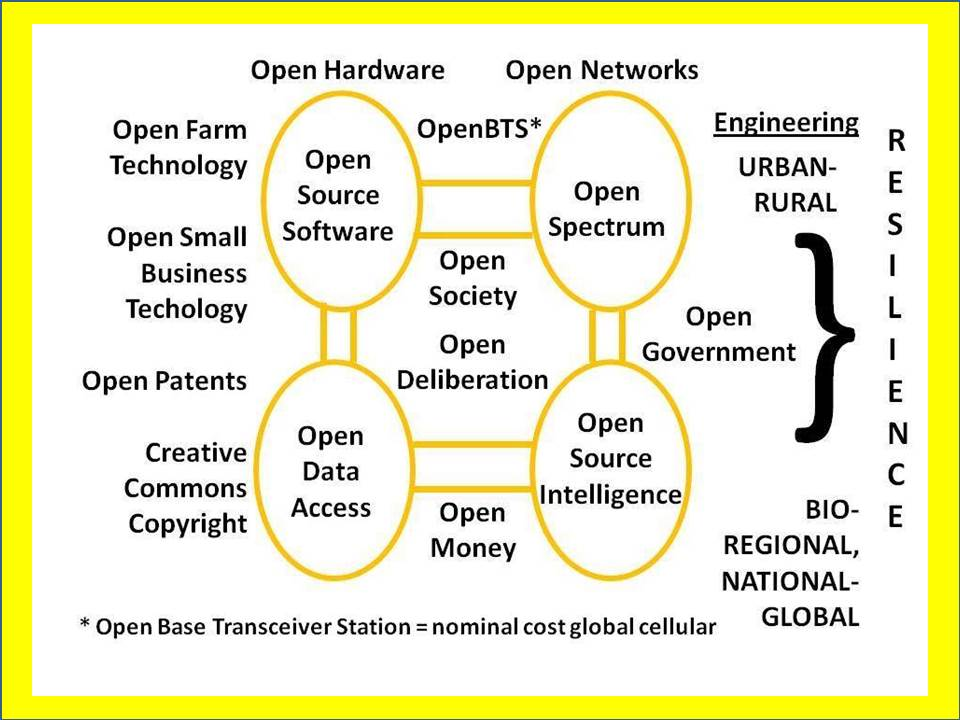 Open Hardware
Open Networks
Open Farm
Technology
OpenBTS*
Engineering
Open
Source
Software
Open
Spectrum
URBAN-
RURAL
Open Small
Business
Techology
Open
Society
Open
Deliberation
Open
Government
Open Patents
Creative
Commons
Copyright
Open
Data
Access
Open
Source
Intelligence
Open
Money
BIO-
REGIONAL,
NATIONAL-
GLOBAL
R
E
S
I
L
I
E
N
C
E
* Open Base Transceiver Station = nominal cost global cellular